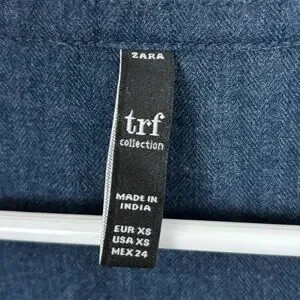 ZARA
trf
collection
MADE IN
INDIA
EUR XS
USA XS
MEX 24